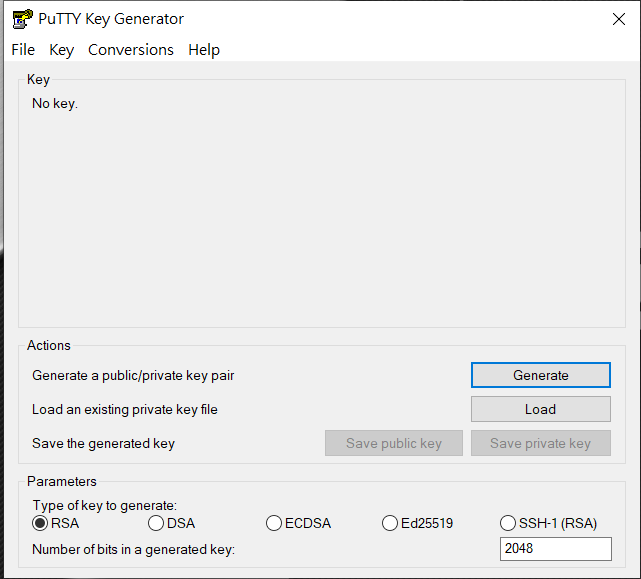 PuTTY Key Generator
File Key Conversions Help
Key
No key.
Actions
Generate a public/private key pair Generate
Load an existing private key file Load
Save the generated key Save public key Save private key
Parameters
Type of key to generate:
RSA DSA ECDSA Ed25519 SSH-1 (RSA)
Number of bits in a generated key: 2048